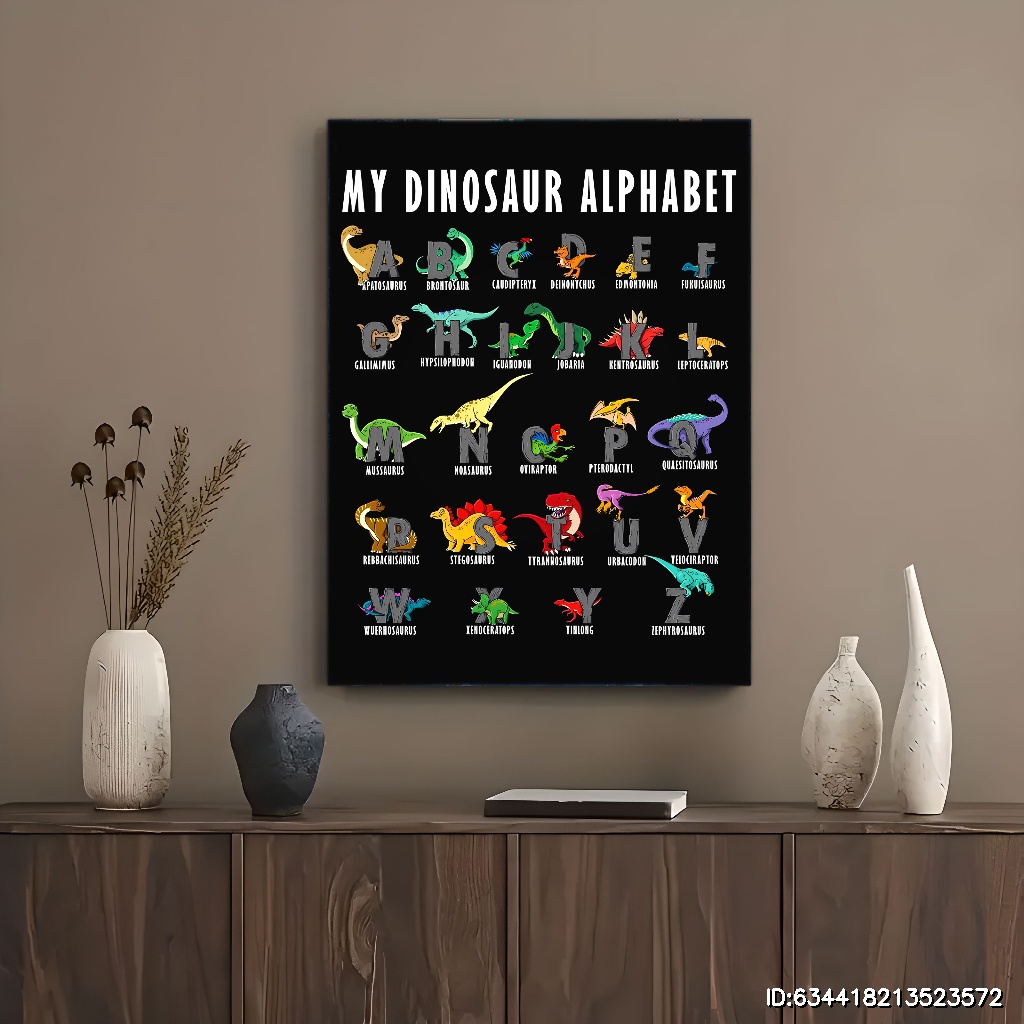 MY DINOSAUR ALPHABET
A B C D E F
APATOSAURUS BRONTOSAUR CAUDIPTERYX DEINONYCHUS EDMONTONIA FUKUISAURUS
G H I J K L
GALLIMIMUS HYPSILOPHODON IGUANODON JOBARIA KENTROSAURUS LEPTOCERATOPS
M N O P Q
MUSSAURUS NOASAURUS OVIRAPTOR PTERODACTYL QUAESITOSAURUS
R S T U V
REBBACHISAURUS STEGOSAURUS TYRANNOSAURUS URBACODON VELOCIRAPTOR
W X Y Z
WUERHOSAURUS XENOCERATOPS YINLONG ZEPHYROSAURUS
ID:634418213523572